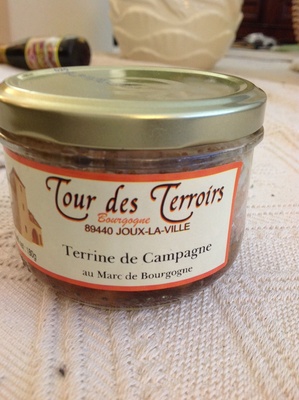 Tour des Terroirs
Bourgogne
89440 JOUX-LA-VILLE
Terrine de Campagne
au Marc de Bourgogne